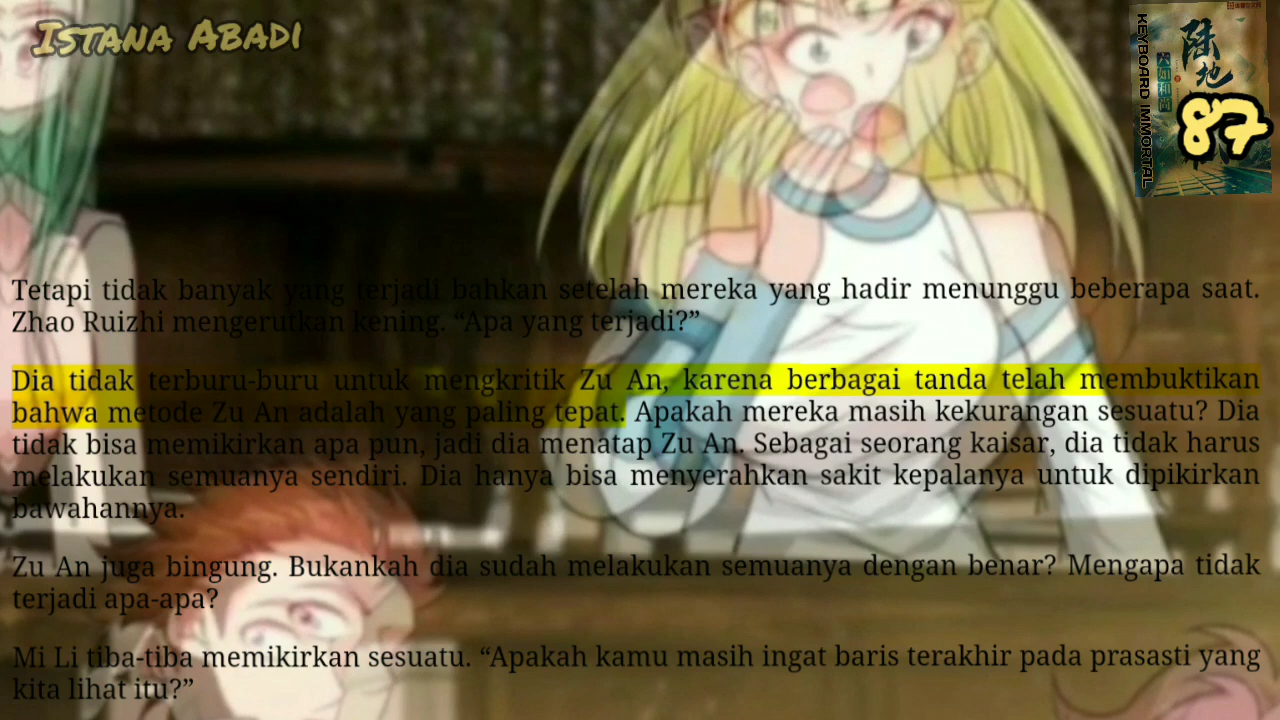 Istana Abadi
陆地
KEYBOARD IMMORTAL
87
Tetapi tidak banyak yang terjadi bahkan setelah mereka yang hadir menunggu beberapa saat.
Zhao Ruizhi mengerutkan kening. “Apa yang terjadi?”
Dia tidak terburu-buru untuk mengkritik Zu An, karena berbagai tanda telah membuktikan
bahwa metode Zu An adalah yang paling tepat. Apakah mereka masih kekurangan sesuatu? Dia
tidak bisa memikirkan apa pun, jadi dia menatap Zu An. Sebagai seorang kaisar, dia tidak harus
melakukan semuanya sendiri. Dia hanya bisa menyerahkan sakit kepalanya untuk dipikirkan
bawahannya.
Zu An juga bingung. Bukankah dia sudah melakukan semuanya dengan benar? Mengapa tidak
terjadi apa-apa?
Mi Li tiba-tiba memikirkan sesuatu. “Apakah kamu masih ingat baris terakhir pada prasasti yang
kita lihat itu?”